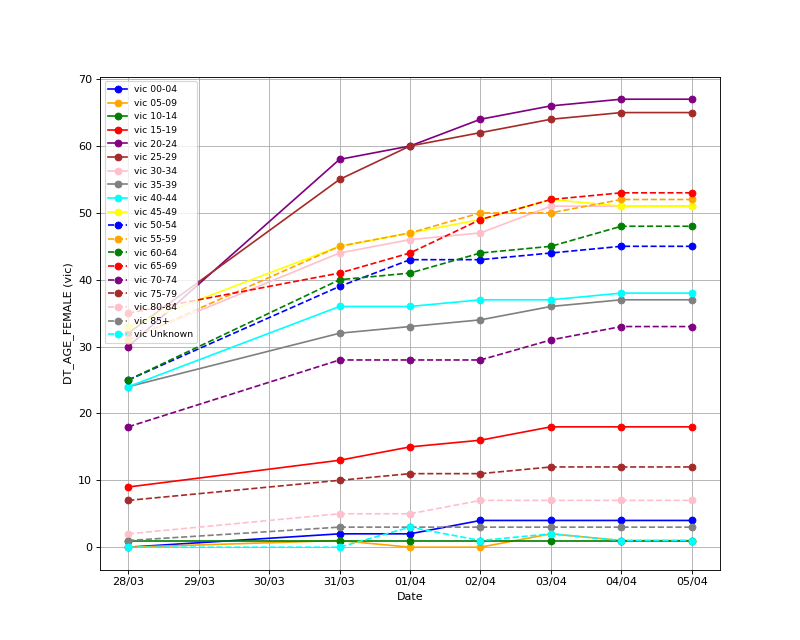 70
60
50
40
30
20
10
0
DT_AGE_FEMALE (vic)
vic 00-04
vic 05-09
vic 10-14
vic 15-19
vic 20-24
vic 25-29
vic 30-34
vic 35-39
vic 40-44
vic 45-49
vic 50-54
vic 55-59
vic 60-64
vic 65-69
vic 70-74
vic 75-79
vic 80-84
vic 85+
vic Unknown
28/03 29/03 30/03 31/03 01/04 02/04 03/04 04/04 05/04
Date